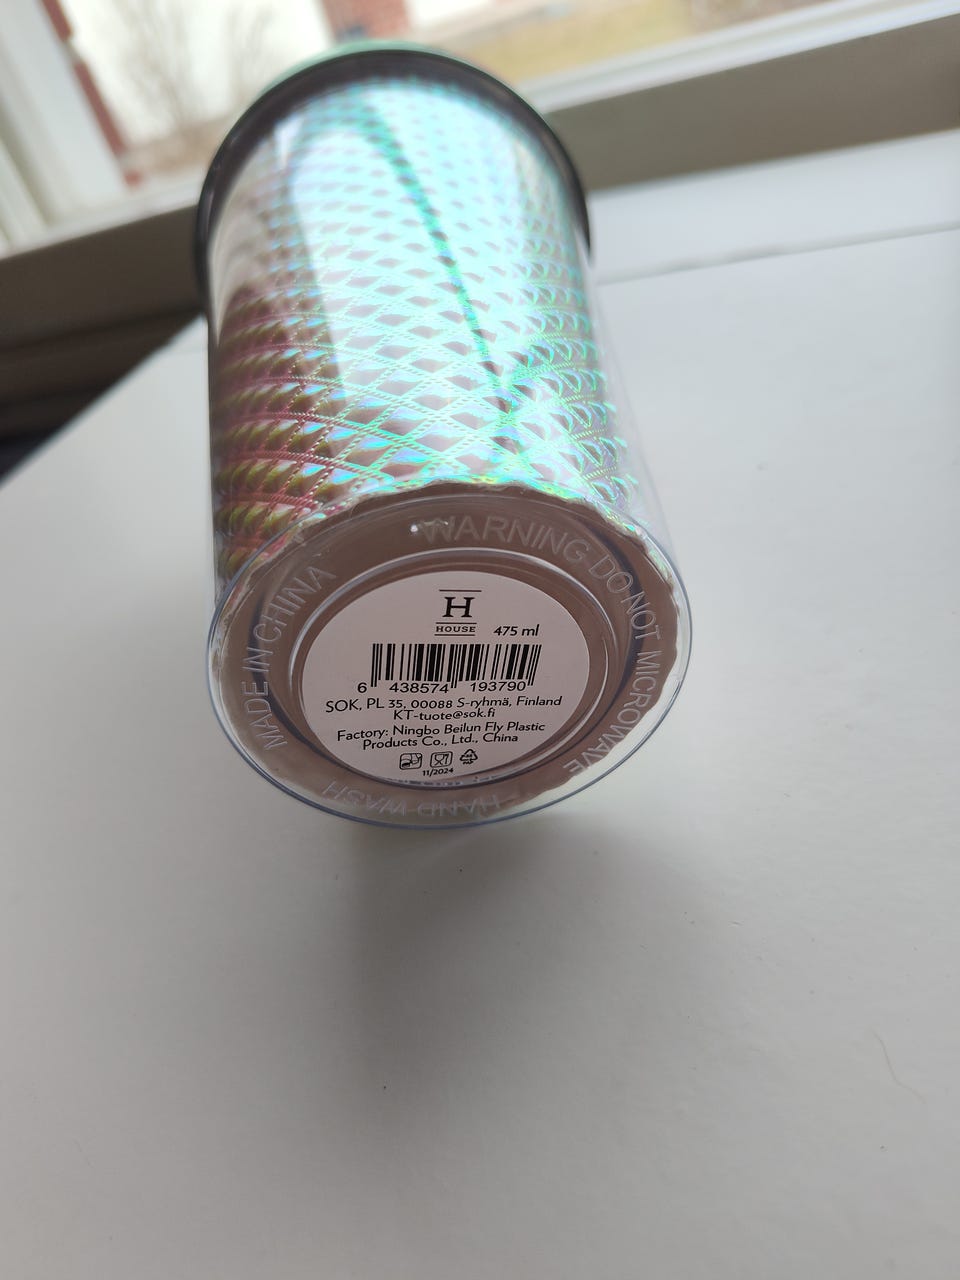 WARNING DO NOT MICROWAVE
- HAND WASH
MADE IN CHINA
H
HOUSE
475 ml
6 438574 193790
SOK, PL 35, 00088 S-ryhmä, Finland
KT-tuote@sok.fi
Factory: Ningbo Beilun Fly Plastic
Products Co., Ltd., China
11/2024